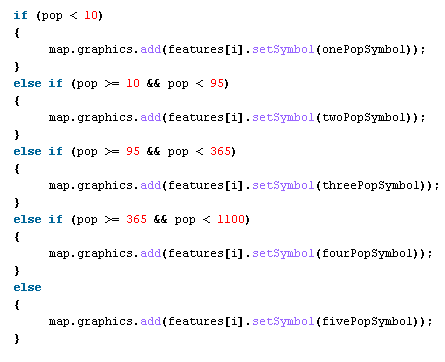 if (pop < 10)
{
map.graphics.add(features[i].setSymbol(onePopSymbol));
}
else if (pop >= 10 && pop < 95)
{
map.graphics.add(features[i].setSymbol(twoPopSymbol));
}
else if (pop >= 95 && pop < 365)
{
map.graphics.add(features[i].setSymbol(threePopSymbol));
}
else if (pop >= 365 && pop < 1100)
{
map.graphics.add(features[i].setSymbol(fourPopSymbol));
}
else
{
map.graphics.add(features[i].setSymbol(fivePopSymbol));
}